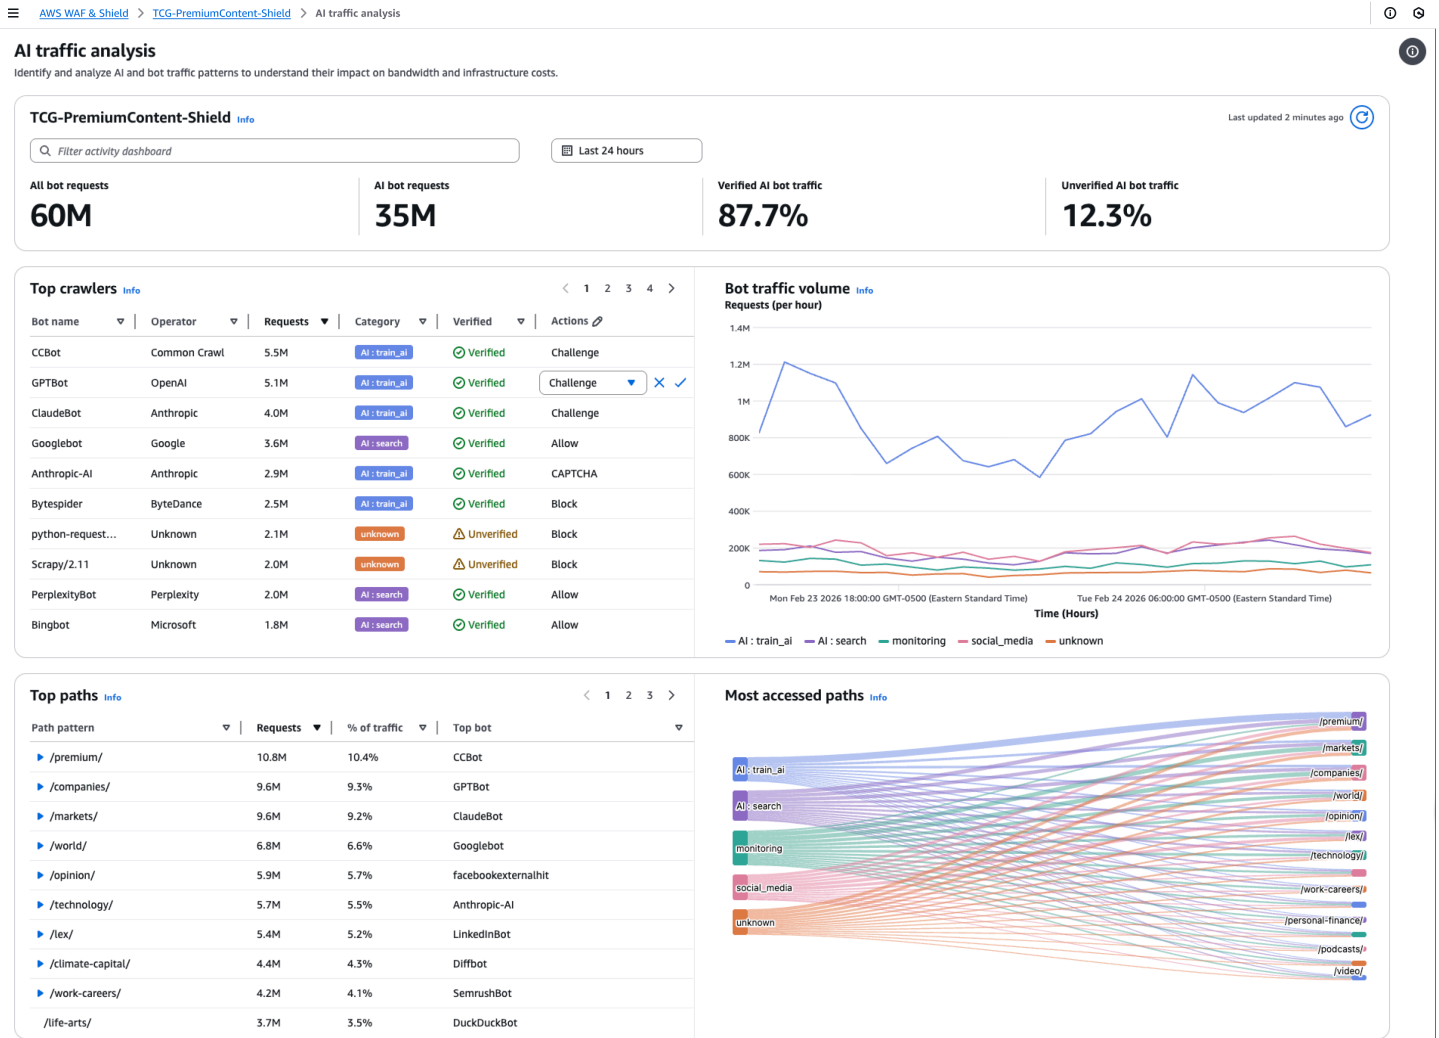 AWS WAF & Shield > TCG-PremiumContent-Shield > AI traffic analysis
AI traffic analysis
Identify and analyze AI and bot traffic patterns to understand their impact on bandwidth and infrastructure costs.
TCG-PremiumContent-Shield Info
Last updated 2 minutes ago
Filter activity dashboard
Last 24 hours
All bot requests
60M
AI bot requests
35M
Verified AI bot traffic
87.7%
Unverified AI bot traffic
12.3%
Top crawlers Info
1 2 3 4
Bot name Operator Requests Category Verified Actions
CCBot Common Crawl 5.5M AI : train_ai Verified Challenge
GPTBot OpenAI 5.1M AI : train_ai Verified Challenge
ClaudeBot Anthropic 4.0M AI : train_ai Verified Challenge
Googlebot Google 3.6M AI : search Verified Allow
Anthropic-AI Anthropic 2.9M AI : train_ai Verified CAPTCHA
Bytespider ByteDance 2.5M AI : train_ai Verified Block
python-request... Unknown 2.1M unknown Unverified Block
Scrapy/2.11 Unknown 2.0M unknown Unverified Block
PerplexityBot Perplexity 2.0M AI : search Verified Allow
Bingbot Microsoft 1.8M AI : search Verified Allow
Bot traffic volume Info
Requests (per hour)
1.4M
1.2M
1M
800K
600K
400K
200K
0
Mon Feb 23 2026 18:00:00 GMT-0500 (Eastern Standard Time) Tue Feb 24 2026 06:00:00 GMT-0500 (Eastern Standard Time)
Time (Hours)
AI : train_ai AI : search monitoring social_media unknown
Top paths Info
1 2 3
Path pattern Requests % of traffic Top bot
/premium/ 10.8M 10.4% CCBot
/companies/ 9.6M 9.3% GPTBot
/markets/ 9.6M 9.2% ClaudeBot
/world/ 6.8M 6.6% Googlebot
/opinion/ 5.9M 5.7% facebookexternalhit
/technology/ 5.7M 5.5% Anthropic-AI
/lex/ 5.4M 5.2% LinkedInBot
/climate-capital/ 4.4M 4.3% Diffbot
/work-careers/ 4.2M 4.1% SemrushBot
/life-arts/ 3.7M 3.5% DuckDuckBot
Most accessed paths Info
AI : train_ai
AI : search
monitoring
social_media
unknown
/premium/
/markets/
/companies/
/world/
/opinion/
/lex/
/technology/
/work-careers/
/personal-finance/
/podcasts/
/video/